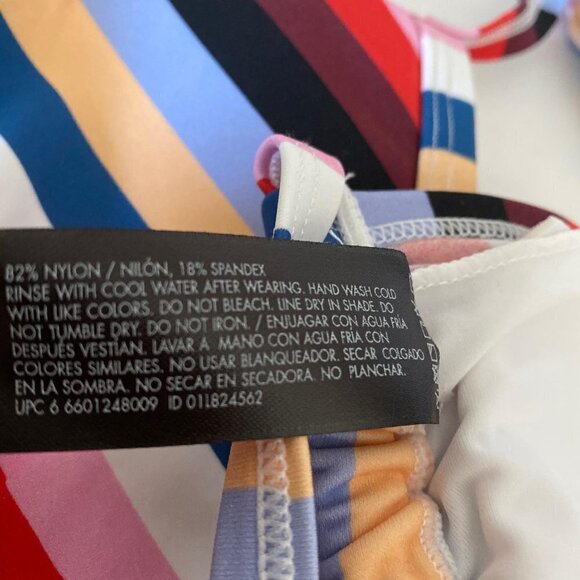 82% NYLON / NILÓN, 18% SPANDEX
RINSE WITH COOL WATER AFTER WEARING. HAND WASH COLD
WITH LIKE COLORS. DO NOT BLEACH. LINE DRY IN SHADE. DO
NOT TUMBLE DRY. DO NOT IRON. / ENJUAGAR CON AGUA FRÍA
DESPUÉS VESTIAN. LAVAR A MANO CON AGUA FRÍA CON
COLORES SIMILARES. NO USAR BLANQUEADOR. SECAR COLGADO
EN LA SOMBRA. NO SECAR EN SECADORA. NO PLANCHAR.
UPC 6 6601248009 ID 01L824562